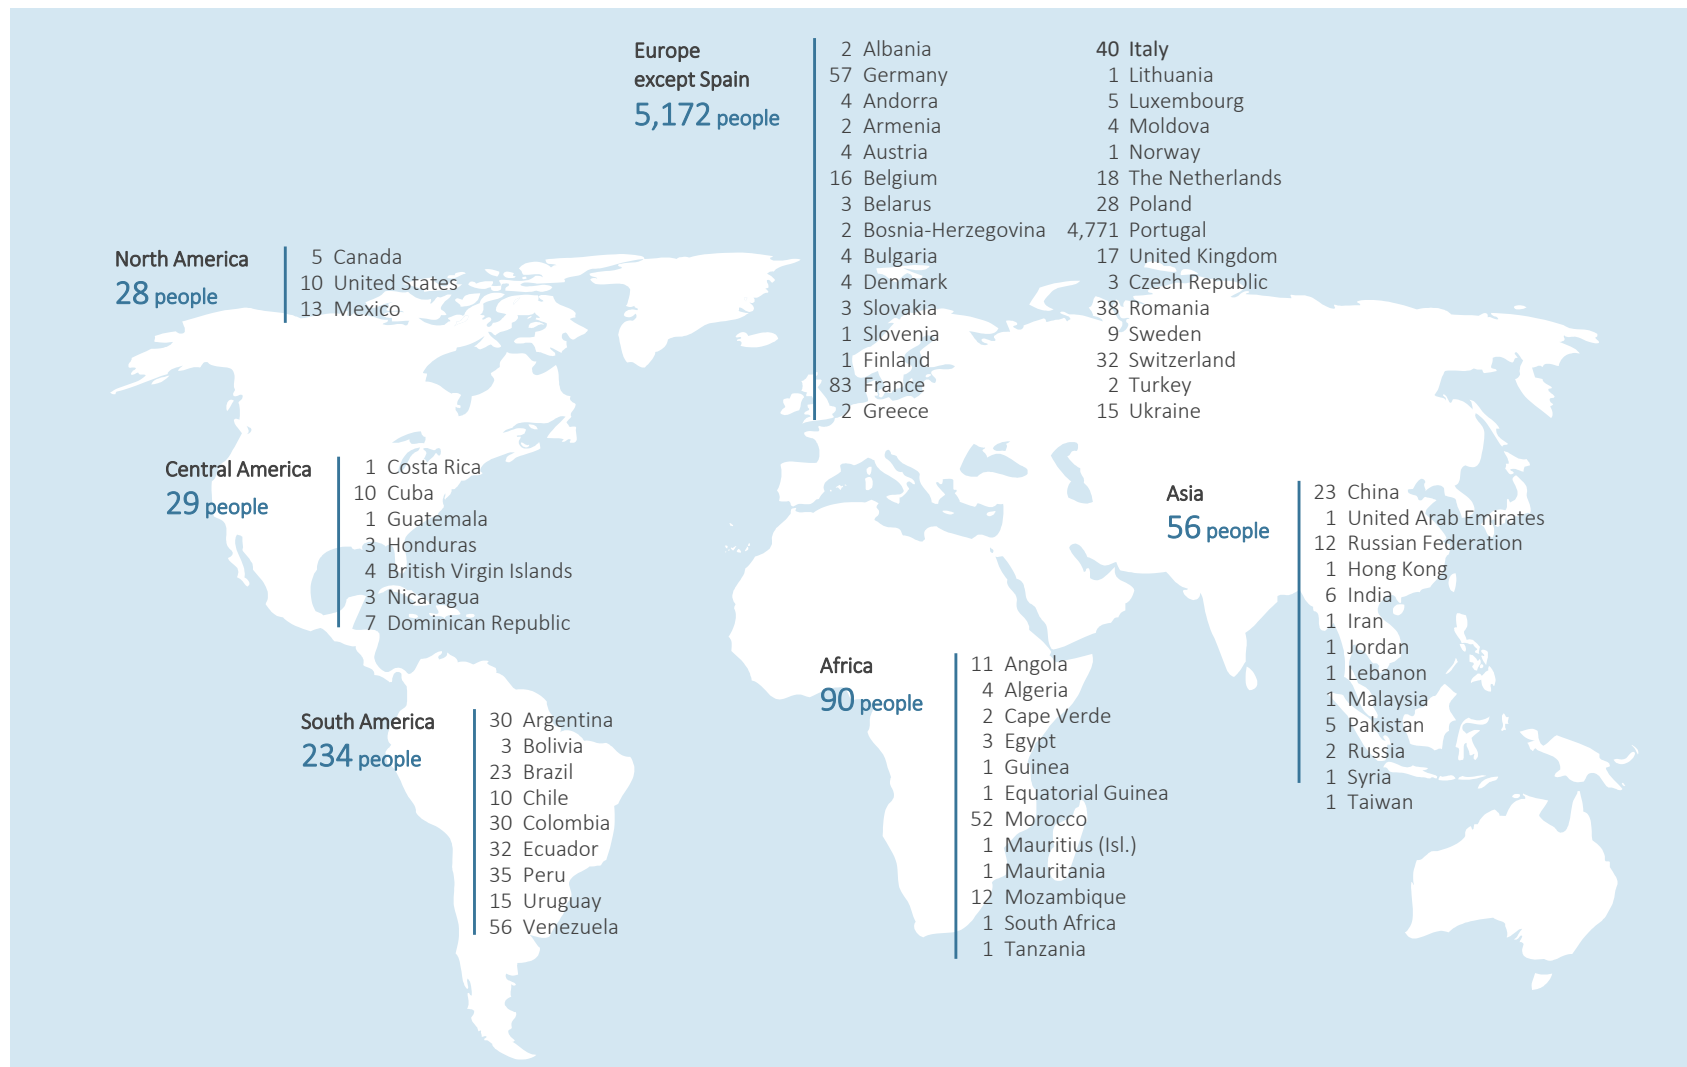 Europe
except Spain
5,172 people
2 Albania
57 Germany
4 Andorra
2 Armenia
4 Austria
16 Belgium
3 Belarus
2 Bosnia-Herzegovina
4 Bulgaria
4 Denmark
3 Slovakia
1 Slovenia
1 Finland
83 France
2 Greece
40 Italy
1 Lithuania
5 Luxembourg
4 Moldova
1 Norway
18 The Netherlands
28 Poland
4,771 Portugal
17 United Kingdom
3 Czech Republic
38 Romania
9 Sweden
32 Switzerland
2 Turkey
15 Ukraine
North America
28 people
5 Canada
10 United States
13 Mexico
Central America
29 people
1 Costa Rica
10 Cuba
1 Guatemala
3 Honduras
4 British Virgin Islands
3 Nicaragua
7 Dominican Republic
Asia
56 people
23 China
1 United Arab Emirates
12 Russian Federation
1 Hong Kong
6 India
1 Iran
1 Jordan
1 Lebanon
1 Malaysia
5 Pakistan
2 Russia
1 Syria
1 Taiwan
Africa
90 people
11 Angola
4 Algeria
2 Cape Verde
3 Egypt
1 Guinea
1 Equatorial Guinea
52 Morocco
1 Mauritius (Isl.)
1 Mauritania
12 Mozambique
1 South Africa
1 Tanzania
South America
234 people
30 Argentina
3 Bolivia
23 Brazil
10 Chile
30 Colombia
32 Ecuador
35 Peru
15 Uruguay
56 Venezuela